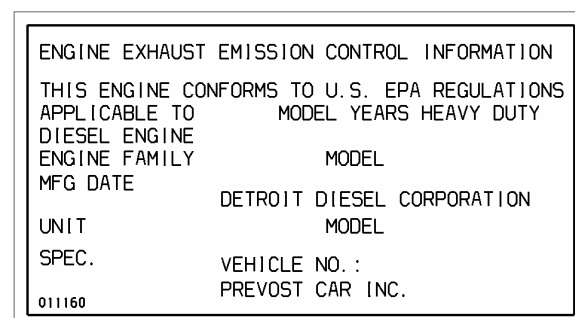 ENGINE EXHAUST EMISSION CONTROL INFORMATION
THIS ENGINE CONFORMS TO U.S. EPA REGULATIONS
APPLICABLE TO MODEL YEARS HEAVY DUTY
DIESEL ENGINE
ENGINE FAMILY MODEL
MFG DATE
DETROIT DIESEL CORPORATION
UNIT MODEL
SPEC.
VEHICLE NO.:
PREVOST CAR INC.
011160